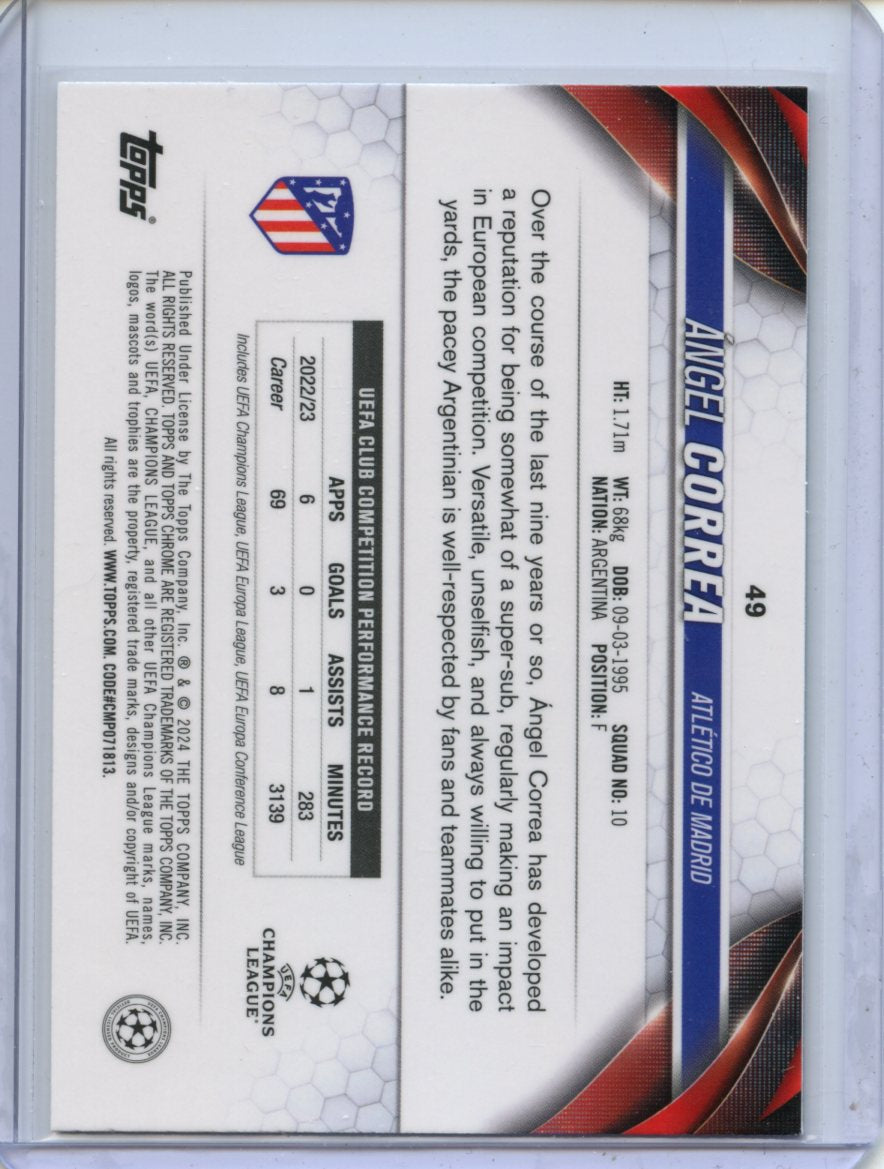 49
ÁNGEL CORREA ATLÉTICO DE MADRID
HT: 1.71m WT: 68kg DOB: 09-03-1995 SQUAD NO: 10
NATION: ARGENTINA POSITION: F
Over the course of the last nine years or so, Ángel Correa has developed
a reputation for being somewhat of a super-sub, regularly making an impact
in European competition. Versatile, unselfish, and always willing to put in the
yards, the pacey Argentinian is well-respected by fans and teammates alike.
UEFA CLUB COMPETITION PERFORMANCE RECORD
APPS GOALS ASSISTS MINUTES
2022/23 6 0 1 283
Career 69 3 8 3139
Includes UEFA Champions League, UEFA Europa League, UEFA Europa Conference League
UEFA
CHAMPIONS
LEAGUE
topps®
Published Under License by The Topps Company, Inc. ® & © 2024 THE TOPPS COMPANY, INC.
ALL RIGHTS RESERVED. TOPPS AND TOPPS CHROME ARE REGISTERED TRADEMARKS OF THE TOPPS COMPANY, INC.
The word(s) UEFA, CHAMPIONS LEAGUE, and all other UEFA Champions League marks, names,
logos, mascots and trophies are the property, registered trade marks, designs and/or copyright of UEFA.
All rights reserved. WWW.TOPPS.COM. CODE#CMP071813.